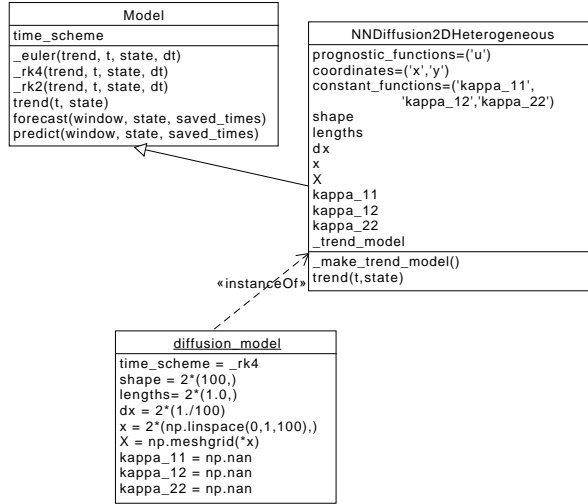 Model
time_scheme
_euler(trend, t, state, dt)
_rk4(trend, t, state, dt)
_rk2(trend, t, state, dt)
trend(t, state)
forecast(window, state, saved_times)
predict(window, state, saved_times)
NNDiffusion2DHeterogeneous
prognostic_functions=('u')
coordinates=('x','y')
constant_functions=('kappa_11',
'kappa_12','kappa_22')
shape
lengths
dx
x
X
kappa_11
kappa_12
kappa_22
_trend_model
_make_trend_model()
trend(t,state)
«instanceOf»
diffusion_model
time_scheme = _rk4
shape = 2*(100,)
lengths= 2*(1.0,)
dx = 2*(1./100)
x = 2*(np.linspace(0,1,100),)
X = np.meshgrid(*x)
kappa_11 = np.nan
kappa_12 = np.nan
kappa_22 = np.nan